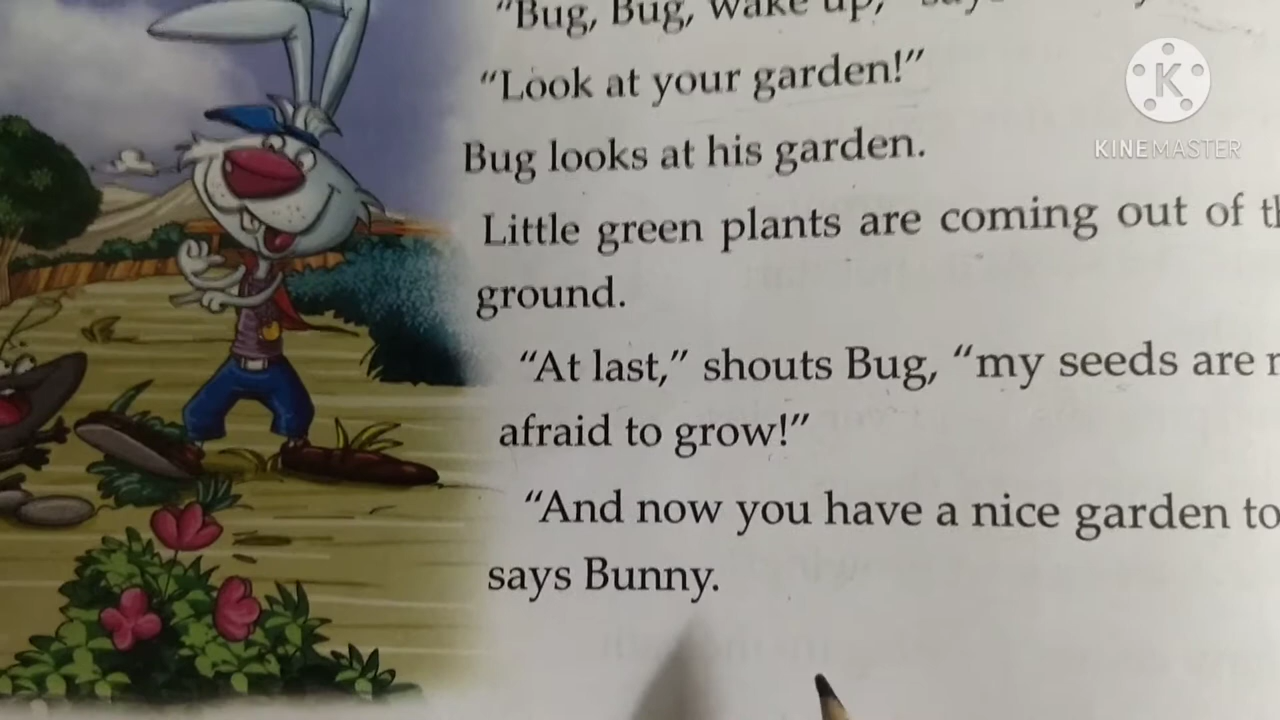 "Bug, Bug, wake up,"
"Look at your garden!"
Bug looks at his garden.
Little green plants are coming out of
ground.
"At last," shouts Bug, "my seeds are
afraid to grow!"
"And now you have a nice garden to
says Bunny.
K
KINEMASTER